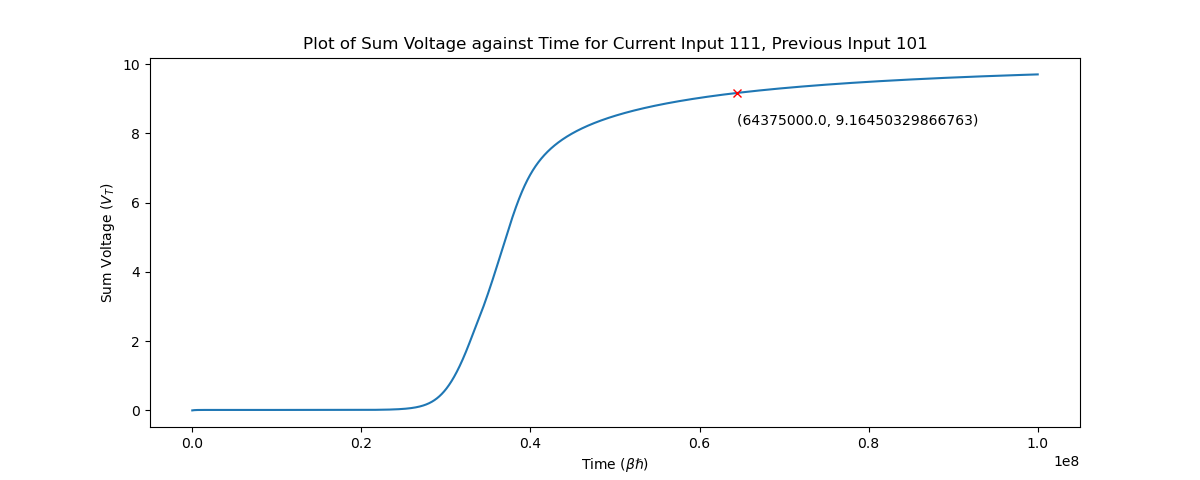 Plot of Sum Voltage against Time for Current Input 111, Previous Input 101
10
8
6
4
2
0
Sum Voltage (V_T)
(64375000.0, 9.16450329866763)
0.0 0.2 0.4 0.6 0.8 1.0
1e8
Time (βℏ)